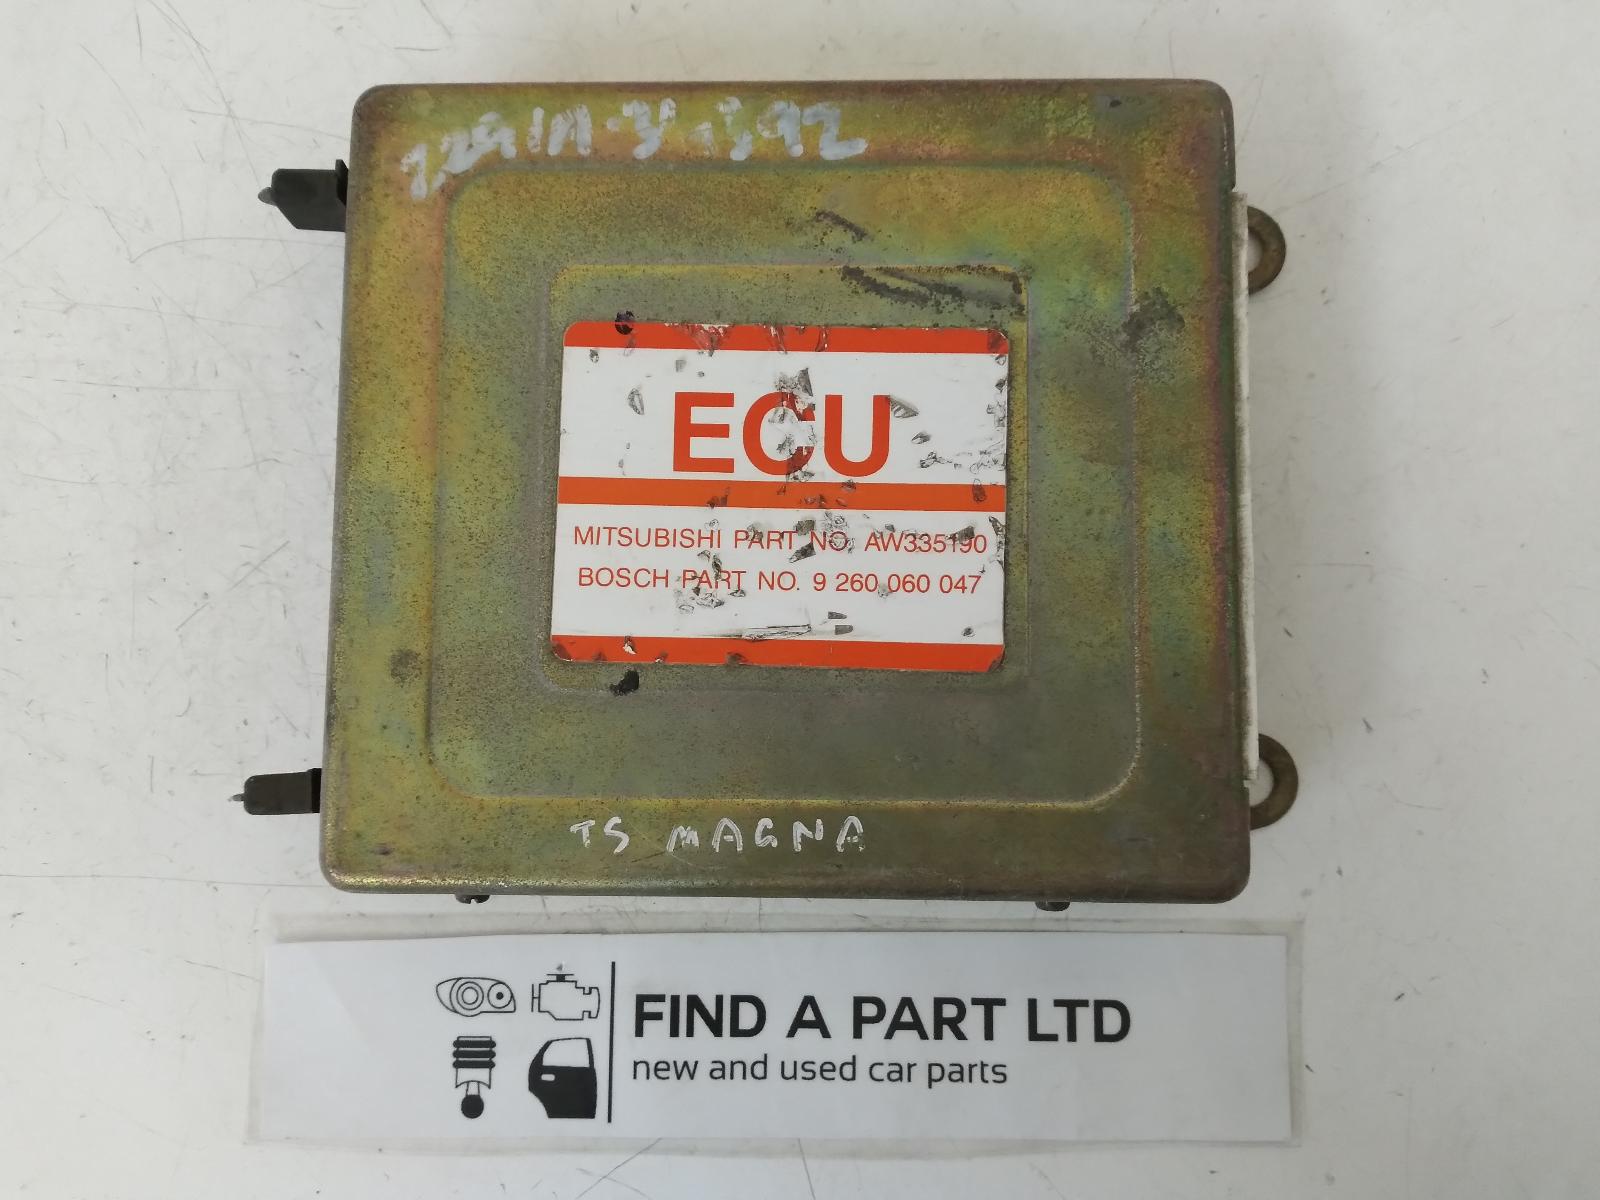 ECU
MITSUBISHI PART NO. AW335190
BOSCH PART NO. 9 260 060 047
TS MAGNA
FIND A PART LTD
new and used car parts